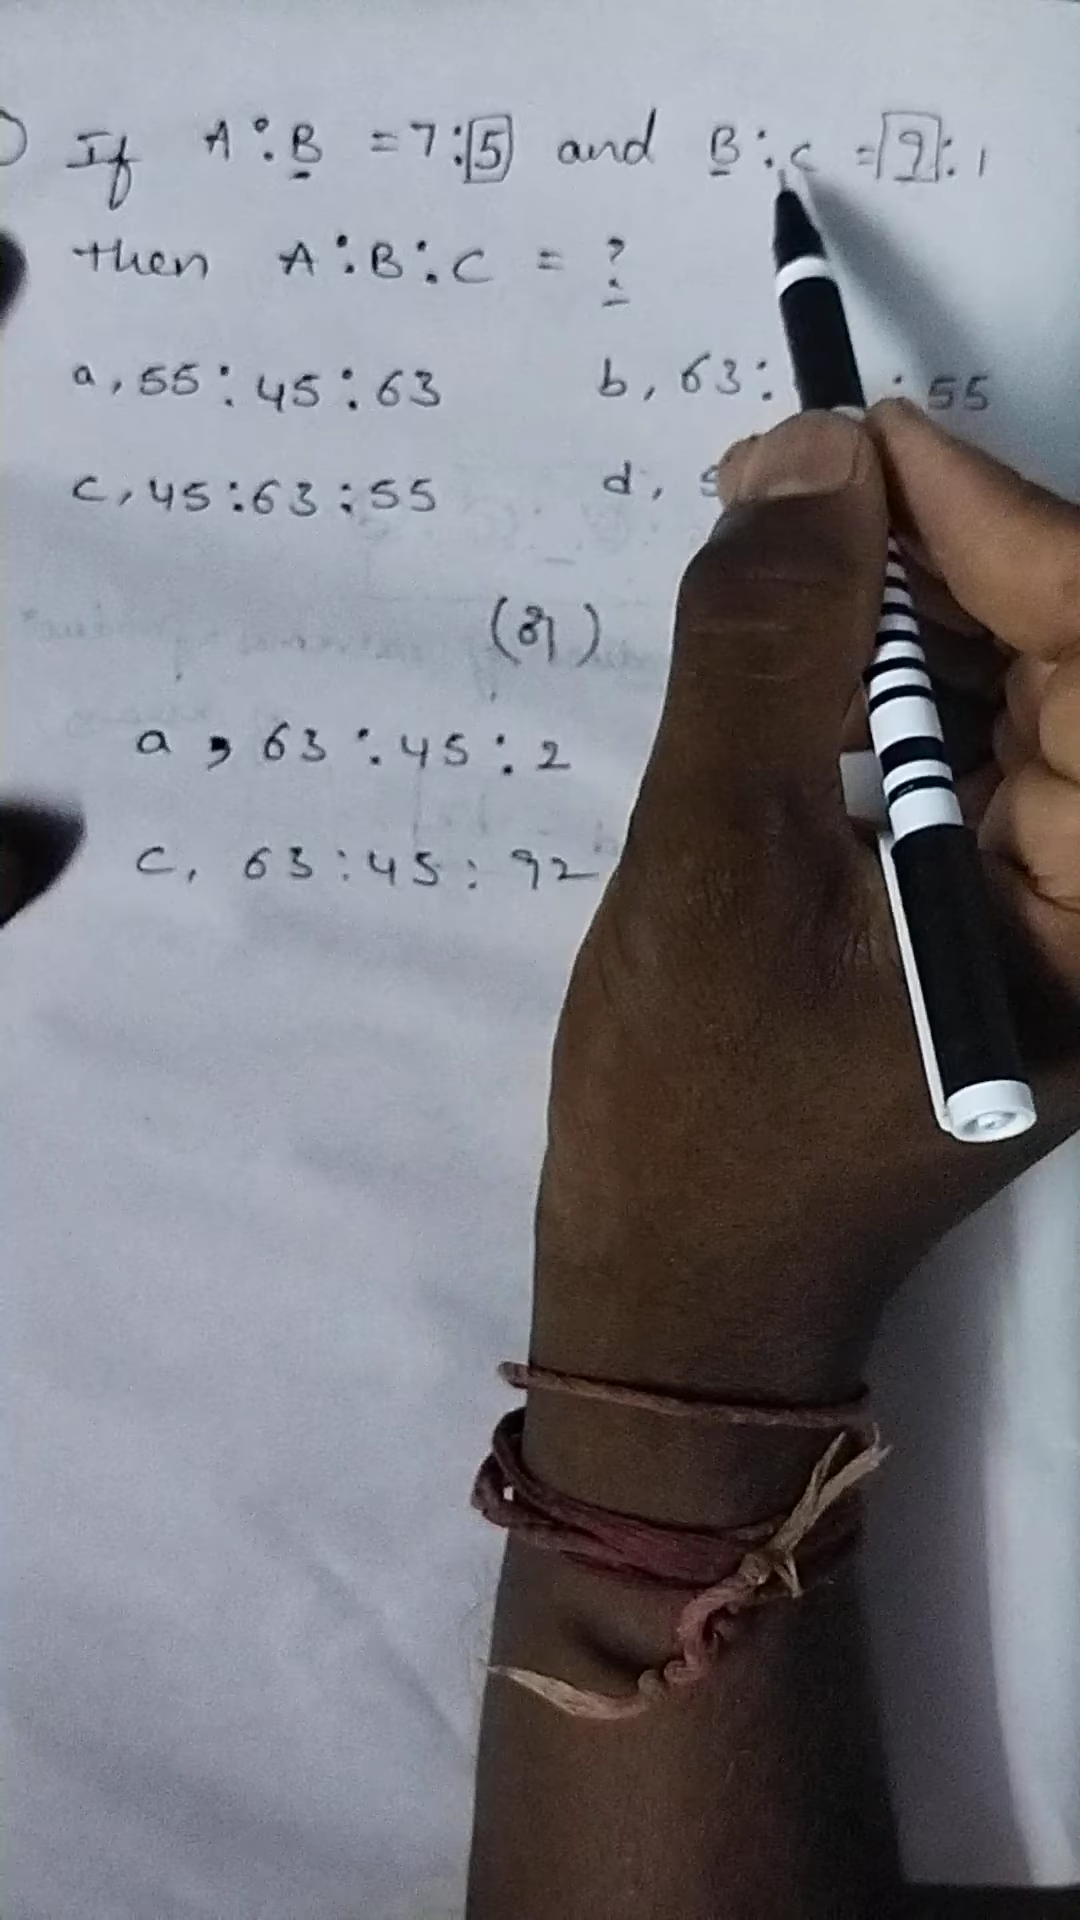 If A:B = 7:5 and B:C = 9:1
then A:B:C = ?
a, 55:45:63 b, 63: :55
c, 45:63:55 d,
a, 63:45:2
c, 63:45:92